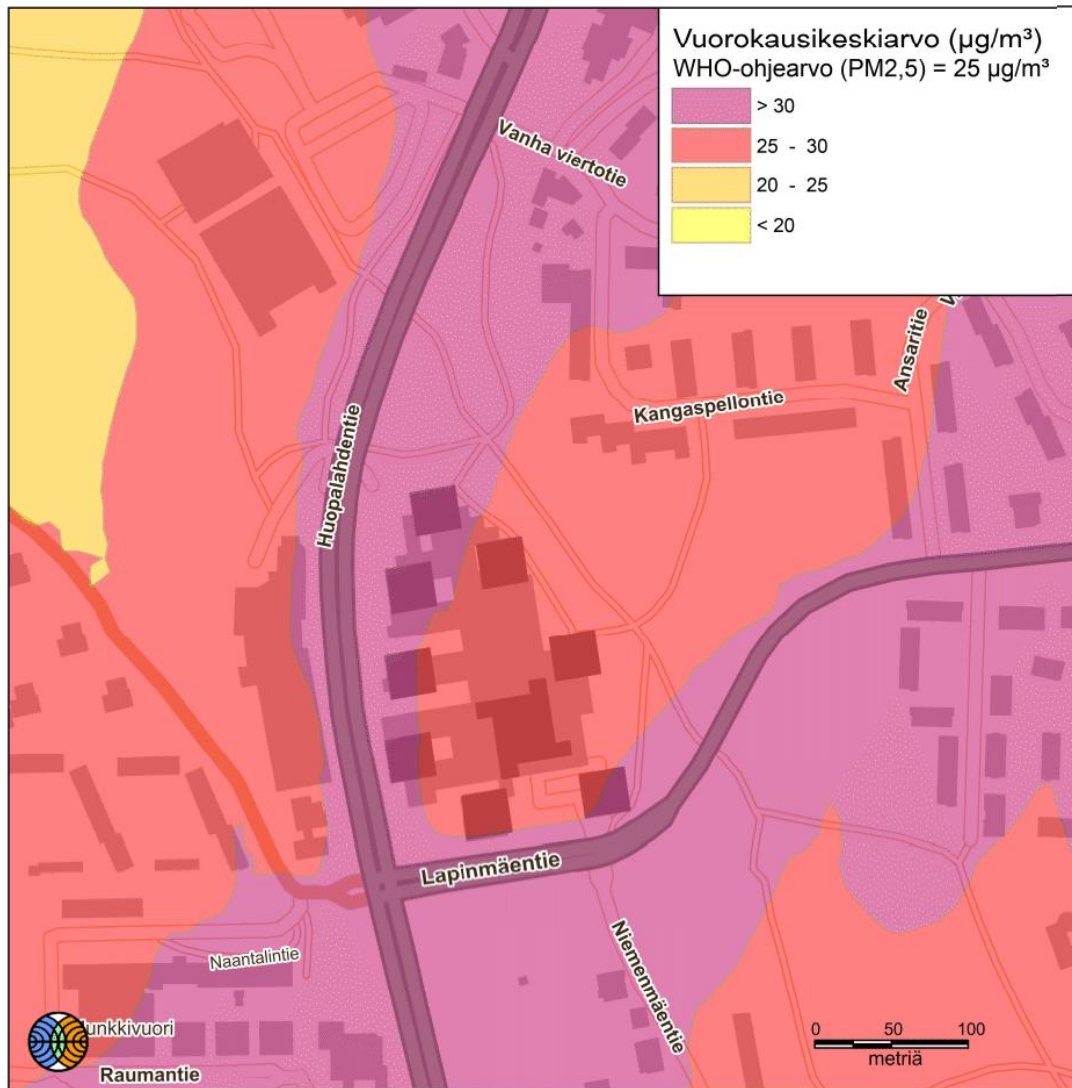 Vuorokausikeskiarvo (µg/m³)
WHO-ohjearvo (PM2,5) = 25 µg/m³
> 30
25 - 30
20 - 25
< 20
Vanha viertotie
Ansaritie
Kangaspellontie
Huopalahdentie
Lapinmäentie
Naantalintie
Niemenmäentie
unkkivuori
Raumantie
0 50 100
metriä